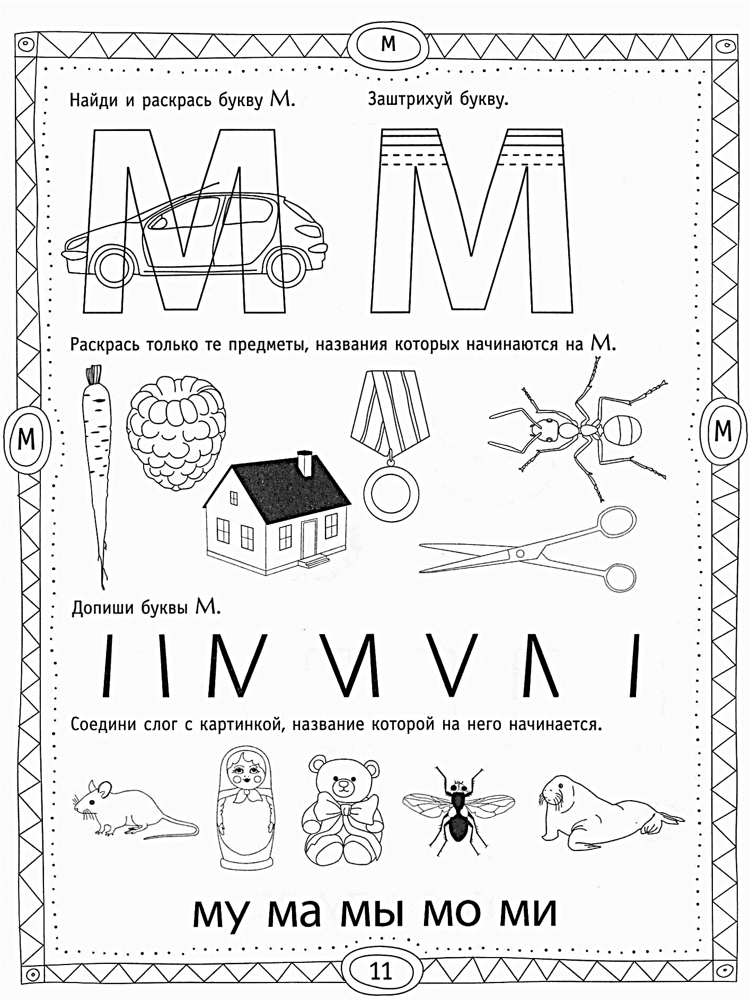 М
Найди и раскрась букву М.
Заштрихуй букву.
М
М
Раскрась только те предметы, названия которых начинаются на М.
М
М
Допиши буквы М.
Соедини слог с картинкой, название которой на него начинается.
му ма мы мо ми
11